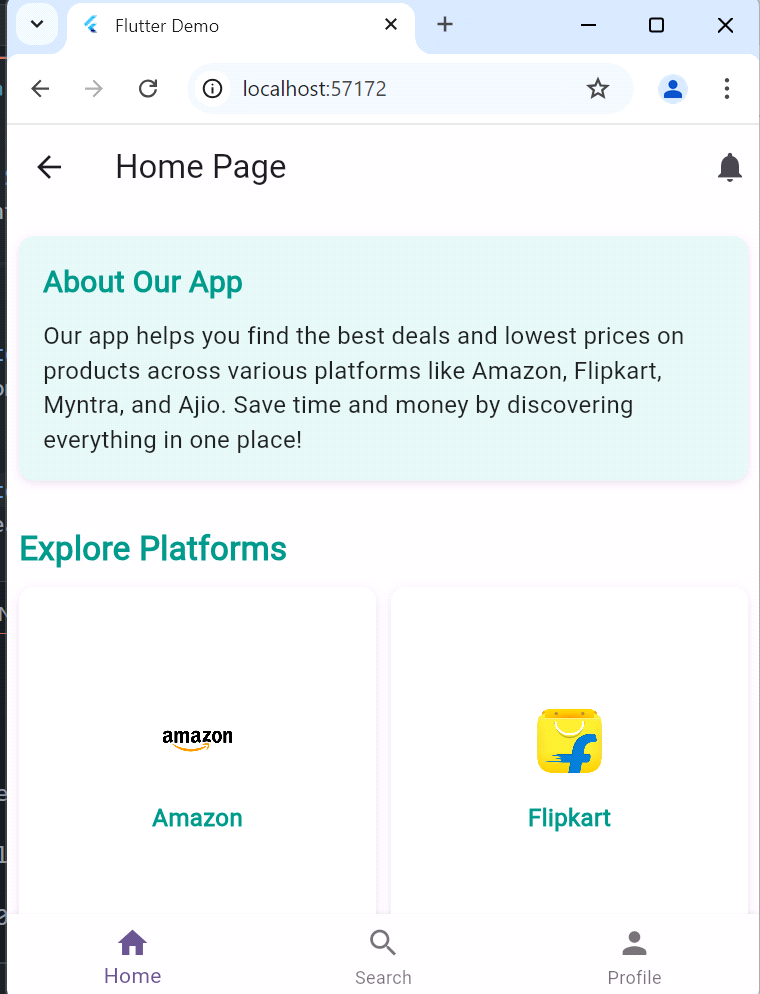 Flutter Demo
localhost:57172
Home Page
About Our App
Our app helps you find the best deals and lowest prices on
products across various platforms like Amazon, Flipkart,
Myntra, and Ajio. Save time and money by discovering
everything in one place!
Explore Platforms
amazon
Amazon
Flipkart
Home
Search
Profile